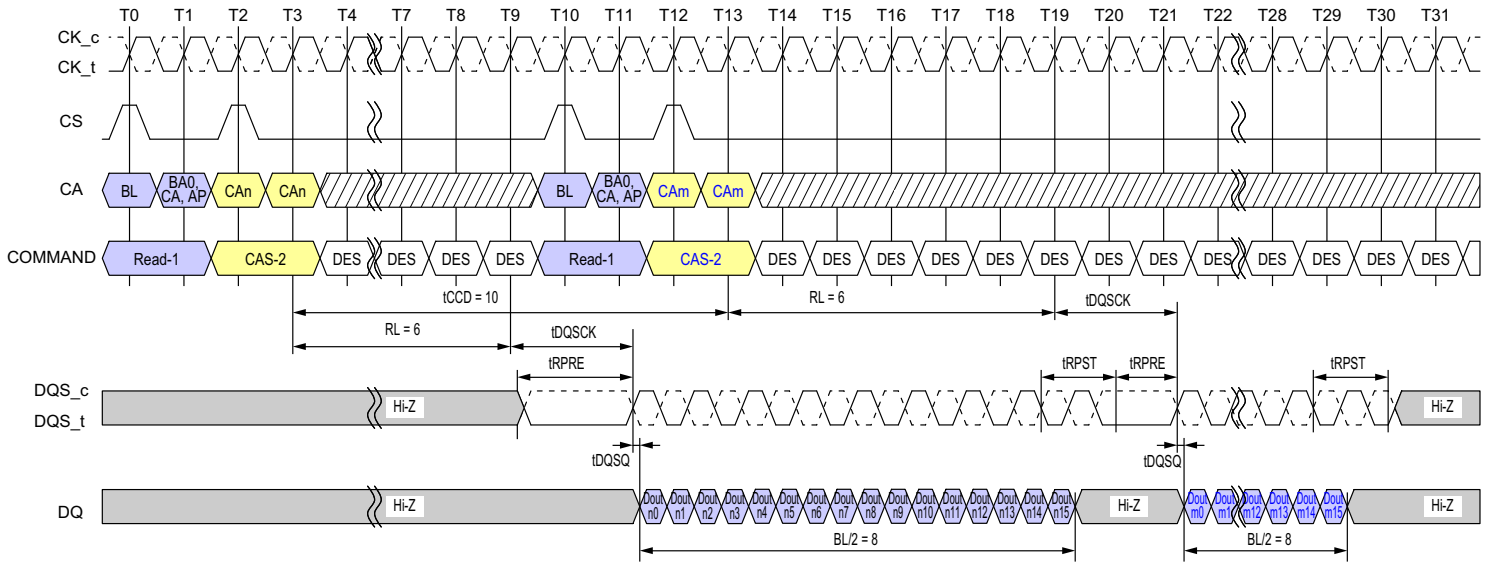 T0 T1 T2 T3 T4 T7 T8 T9 T10 T11 T12 T13 T14 T15 T16 T17 T18 T19 T20 T21 T22 T28 T29 T30 T31
CK_c
CK_t
CS
CA BL BA0, CA, AP CAn CAn BL BA0, CA, AP CAm CAm
COMMAND Read-1 CAS-2 DES DES DES DES Read-1 CAS-2 DES DES DES DES DES DES DES DES DES DES DES DES DES
tCCD = 10 RL = 6 tDQSCK
RL = 6 tDQSCK
tRPRE tRPST tRPRE tRPST
DQS_c
DQS_t
Hi-Z Hi-Z
tDQSQ tDQSQ
DQ Hi-Z Dout n0 Dout n1 Dout n2 Dout n3 Dout n4 Dout n5 Dout n6 Dout n7 Dout n8 Dout n9 Dout n10 Dout n11 Dout n12 Dout n13 Dout n14 Dout n15 Hi-Z Dout m0 Dout m1 Dout m12 Dout m13 Dout m14 Dout m15 Hi-Z
BL/2 = 8 BL/2 = 8